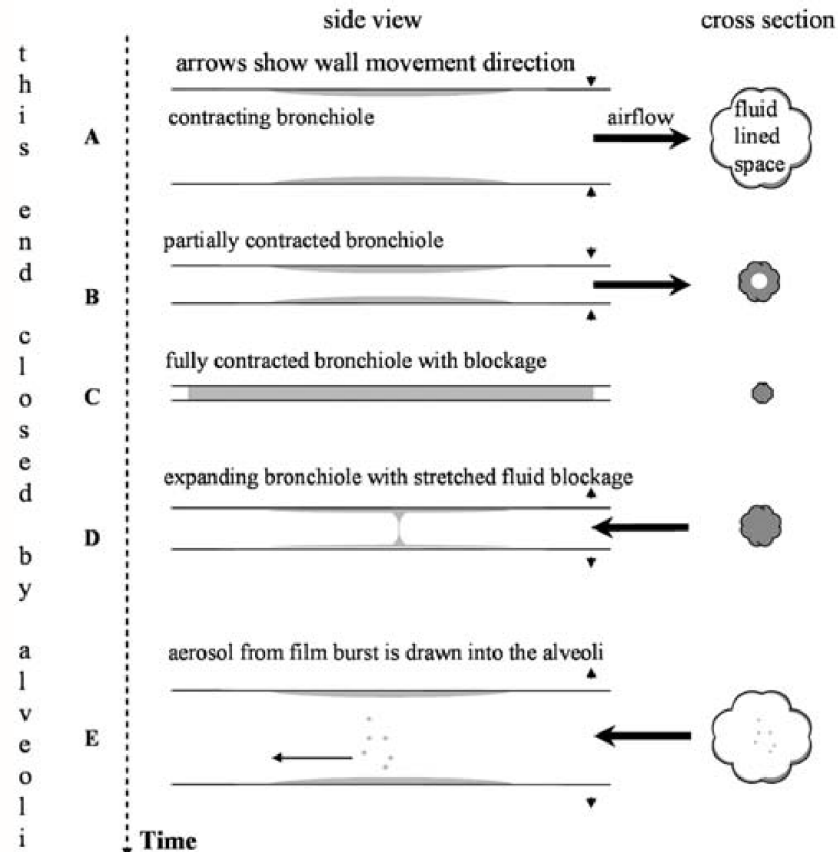 side view
cross section
this end closed by alveoli
arrows show wall movement direction
A
contracting bronchiole
airflow
fluid
lined
space
partially contracted bronchiole
B
fully contracted bronchiole with blockage
C
expanding bronchiole with stretched fluid blockage
D
aerosol from film burst is drawn into the alveoli
E
Time